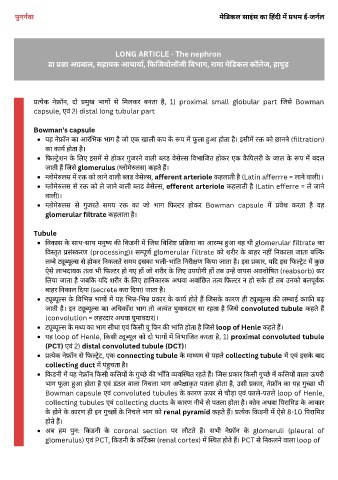 पुनर्नवा
मेडिकल साइंस का हिंदी में प्रथम ई-जर्नल
LONG ARTICLE - The nephron
डा प्रज्ञा अग्रवाल, सहायक आचार्या, फिजियोलॉजी विभाग, रामा मेडिकल कॉलेज, हापुड़
प्रत्येक नेफ्रॉन, दो प्रमुख भागों से मिलकर बनता है, 1) proximal small globular part जिसे Bowman
capsule, एवं 2) distal long tubular part
Bowman's capsule
यह नेफ्रॉन का आरंभिक भाग है जो एक खाली कप के रूप में फूला हुआ होता है। इसीमें रक्त को छानने (filtration)
का कार्य होता है।
फिल्ट्रेशन के लिए इसमें से होकर गुजरने वाली ब्लड वेसेल्स विभाजित होकर एक कैपिलरी के जाल के रूप में बदल
जाती हैं जिसे glomerulus (ग्लोमेरुलस) कहते हैं।
ग्लोमेरुलस में रक्त को लाने वाली ब्लड वेसेल्स, afferent arteriole कहलाती है (Latin afferre = लाने वाली)।
ग्लोमेरुलस से रक्त को ले जाने वाली ब्लड वेसेल्स, efferent arteriole कहलाती है (Latin efferre = ले जाने
वाली)।
ग्लोमेरुलस से गुजरते समय रक्त का जो भाग फिल्टर होकर Bowman capsule में प्रवेश करता है वह
glomerular filtrate कहलाता है।
Tubule
विकास के साथ-साथ मनुष्य की किडनी में जिस विशिष्ट प्रक्रिया का आरम्भ हुआ वह थी glomerular filtrate का
विस्तृत प्रसंस्करण (processing)। सम्पूर्ण glomerular filtrate को शरीर के बाहर नहीं निकाला जाता बल्कि
लम्बे ट्यूब्यूल्स से होकर निकलते समय इसका भली-भांति निरीक्षण किया जाता है। इस प्रकार, यदि इस फिल्ट्रेट में कुछ
ऐसे लाभदायक तत्व भी फिल्टर हो गए हों जो शरीर के लिए उपयोगी हों तब उन्हें वापस अवशोषित (reabsorb) कर
लिया जाता है जबकि यदि शरीर के लिए हानिकारक अथवा अवांछित तत्व फिल्टर न हो सकें हों तब उनको बलपूर्वक
बाहर निकाल दिया (secrete करा दिया) जाता है।
ट्यूब्यूल्स के विभिन्न भागों में यह भिन्न-भिन्न प्रकार के कार्य होते हैं जिसके कारण ही ट्यूब्यूल्स की लम्बाई काफी बढ़
जाती है। इन ट्यूब्यूल्स का अधिकाँश भाग तो अत्यंत घुमावदार सा रहता है जिसे convoluted tubule कहते हैं
(convolution = लहरदार अथवा घुमावदार)।
ट्यूब्यूल्स के मध्य का भाग सीधा एवं किसी यू पिन की भांति होता है जिसे loop of Henle कहते हैं।
यह loop of Henle, किसी ट्यूब्यूल को दो भागों में विभाजित करता है, 1) proximal convoluted tubule
(PCT) एवं 2) distal convoluted tubule (DCT)।
प्रत्येक नेफ्रॉन से फिल्ट्रेट, एक connecting tubule के माध्यम से पहले collecting tubule में एवं इसके बाद
collecting duct में पहुंचता है।
किडनी में यह नेफ्रॉन किसी कलियों के गुच्छे की भाँति व्यवस्थित रहते हैं। जिस प्रकार किसी गुच्छे में कलियों वाला ऊपरी
भाग फूला हुआ होता है एवं डंठल वाला निचला भाग अपेक्षाकृत पतला होता है, उसी प्रकार, नेफ्रॉन का यह गुच्छा भी
Bowman capsule एवं convoluted tubules के कारण ऊपर से चौड़ा एवं पतले-पतले loop of Henle,
collecting tubules एवं collecting ducts के कारण नीचे से पतला होता है। कोन अथवा पिरामिड के आकार
के होने के कारण ही इन गुच्छों के निचले भाग को renal pyramid कहते हैं। प्रत्येक किडनी में ऐसे 8-10 पिरामिड
होते हैं।
अब हम पुनः किडनी के coronal section पर लौटते हैं। सभी नेफ्रॉन के glomeruli (pleural of
glomerulus) एवं PCT, किडनी के कॉर्टेक्स (renal cortex) में स्थित होते हैं। PCT से निकलने वाला loop of